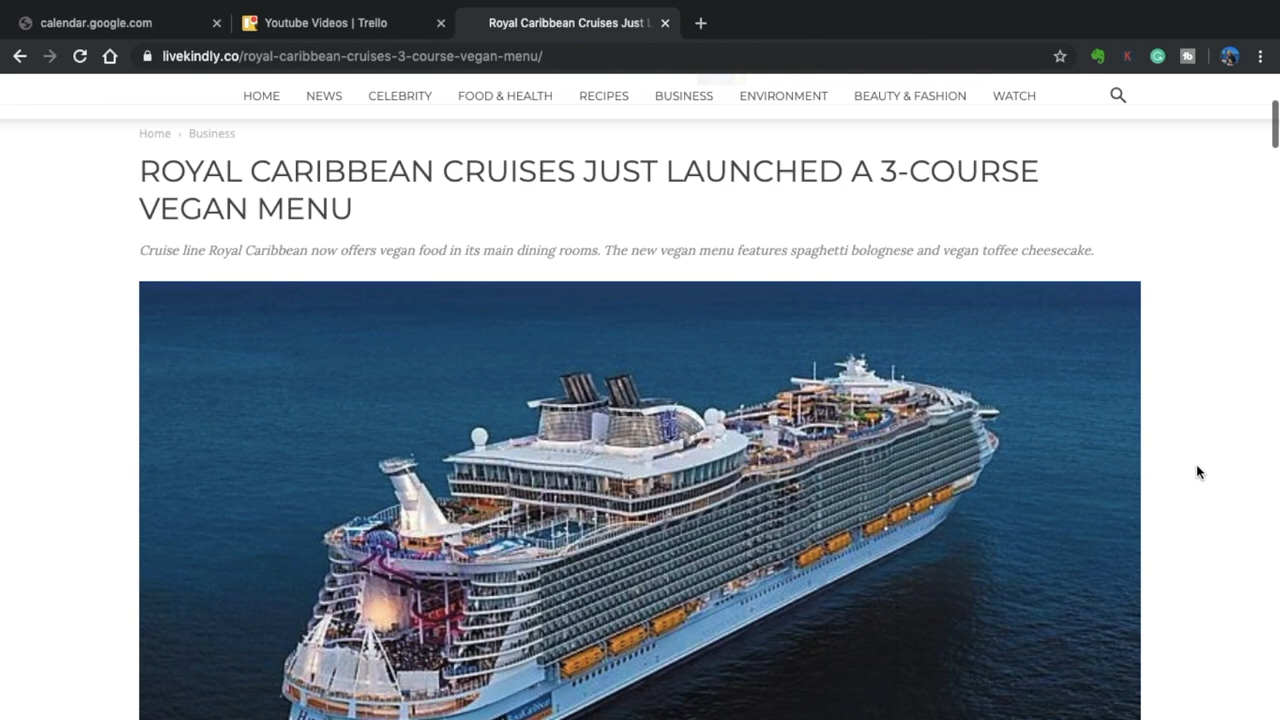 calendar.google.com
Youtube Videos | Trello
Royal Caribbean Cruises Just L
livekindly.co/royal-caribbean-cruises-3-course-vegan-menu/
HOME NEWS CELEBRITY FOOD & HEALTH RECIPES BUSINESS ENVIRONMENT BEAUTY & FASHION WATCH
Home › Business
ROYAL CARIBBEAN CRUISES JUST LAUNCHED A 3-COURSE
VEGAN MENU
Cruise line Royal Caribbean now offers vegan food in its main dining rooms. The new vegan menu features spaghetti bolognese and vegan toffee cheesecake.